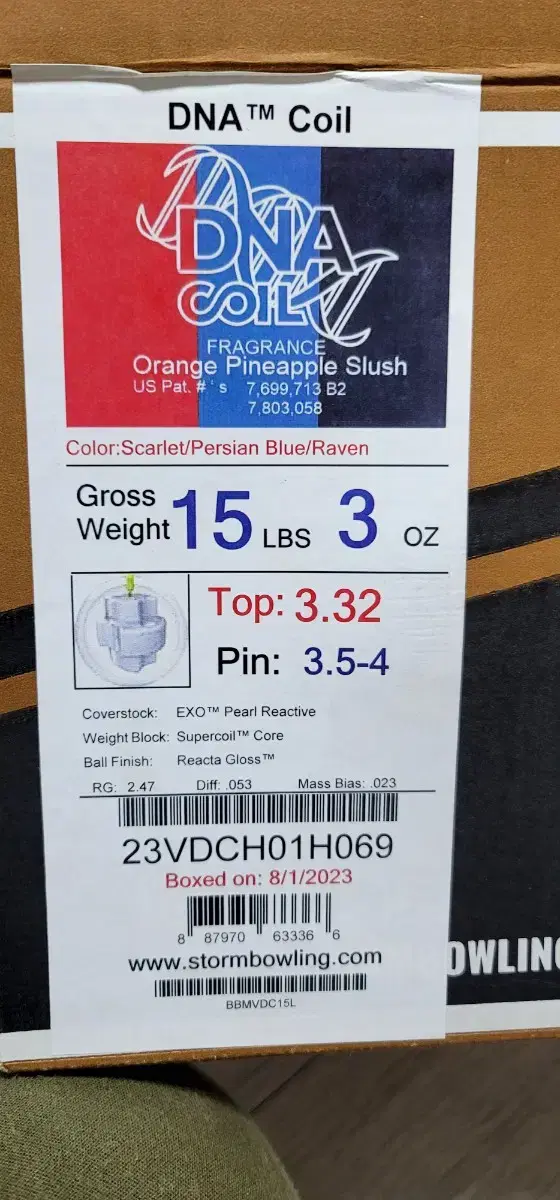 DNA™ Coil
DNA
COIL
FRAGRANCE
Orange Pineapple Slush
US Pat. #'s 7,699,713 B2
7,803,058
Color:Scarlet/Persian Blue/Raven
Gross
Weight 15 LBS 3 OZ
Top: 3.32
Pin: 3.5-4
Coverstock: EXO™ Pearl Reactive
Weight Block: Supercoil™ Core
Ball Finish: Reacta Gloss™
RG: 2.47 Diff: .053 Mass Bias: .023
23VDCH01H069
Boxed on: 8/1/2023
8 87970 63336 6
www.stormbowling.com
BBMVDC15L
OWLING